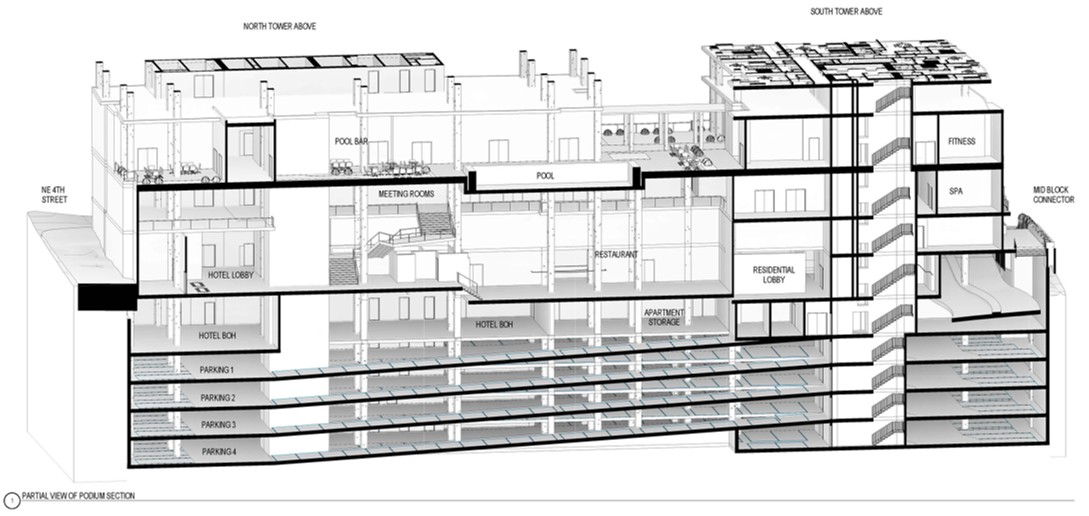 SOUTH TOWER ABOVE
NORTH TOWER ABOVE
POOL BAR
FITNESS
POOL
NE 4TH
STREET
MEETING ROOMS
SPA
MID BLOCK
CONNECTOR
HOTEL LOBBY
RESTAURANT
RESIDENTIAL
LOBBY
HOTEL BOH
HOTEL BOH
APARTMENT
STORAGE
PARKING 1
PARKING 2
PARKING 3
PARKING 4
1 PARTIAL VIEW OF PODIUM SECTION